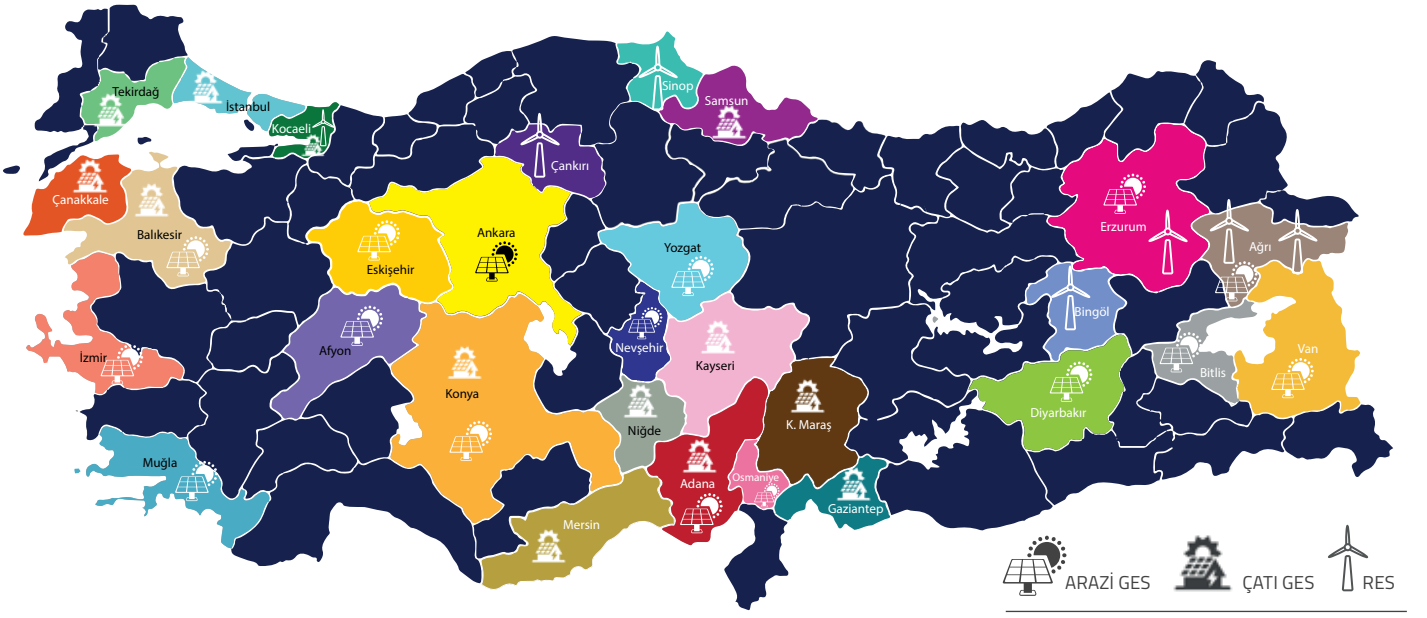 Tekirdağ
İstanbul
Kocaeli
Sinop
Samsun
Çankırı
Çanakkale
Balıkesir
Eskişehir
Ankara
Yozgat
Erzurum
Ağrı
Bingöl
İzmir
Afyon
Konya
Nevşehir
Kayseri
Niğde
K. Maraş
Diyarbakır
Bitlis
Van
Muğla
Mersin
Adana
Osmaniye
Gaziantep
ARAZİ GES
ÇATI GES
RES